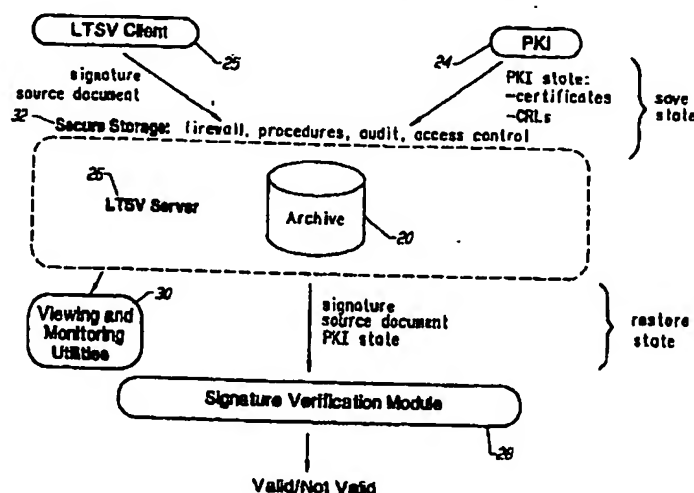 LTSV Client
25
signature
source document
24
PKI
PKI state:
-certificates
-CRLs
save
state
32
Secure Storage: firewall, procedures, audit, access control
26
LTSV Server
Archive
20
30
Viewing and
Monitoring
Utilities
signature
source document
PKI state
restore
state
Signature Verification Module
28
Valid/Not Valid